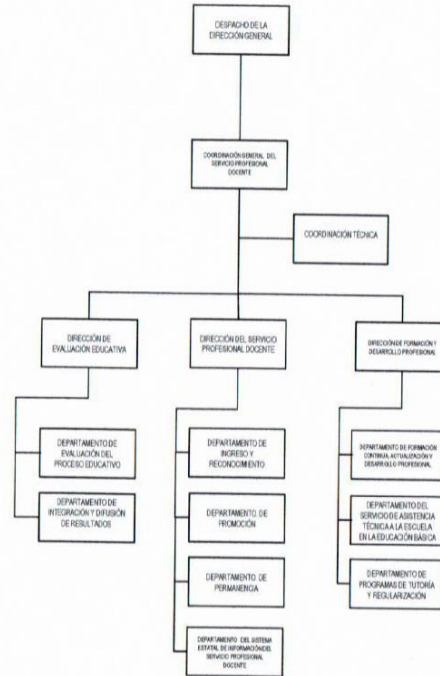 DESPACHO DE LA
DIRECCIÓN GENERAL
COORDINACIÓN GENERAL DEL
SERVICIO PROFESIONAL
DOCENTE
COORDINACIÓN TÉCNICA
DIRECCIÓN DE
EVALUACIÓN EDUCATIVA
DIRECCIÓN DEL SERVICIO
PROFESIONAL DOCENTE
DIRECCIÓN DE FORMACIÓN Y
DESARROLLO PROFESIONAL
DEPARTAMENTO DE
EVALUACIÓN DEL
PROCESO EDUCATIVO
DEPARTAMENTO DE
INTEGRACIÓN Y DIFUSIÓN
DE RESULTADOS
DEPARTAMENTO DE
INGRESO Y
RECONOCIMIENTO
DEPARTAMENTO DE
PROMOCIÓN
DEPARTAMENTO DE
PERMANENCIA
DEPARTAMENTO DEL SISTEMA
ESTATAL DE INFORMACIÓN DEL
SERVICIO PROFESIONAL
DOCENTE
DEPARTAMENTO DE FORMACIÓN
CONTINUA, ACTUALIZACIÓN Y
DESARROLLO PROFESIONAL
DEPARTAMENTO DEL
SERVICIO DE ASISTENCIA
TÉCNICA A LA ESCUELA
EN LA EDUCACIÓN BÁSICA
DEPARTAMENTO DE
PROGRAMAS DE TUTORÍA
Y REGULARIZACIÓN